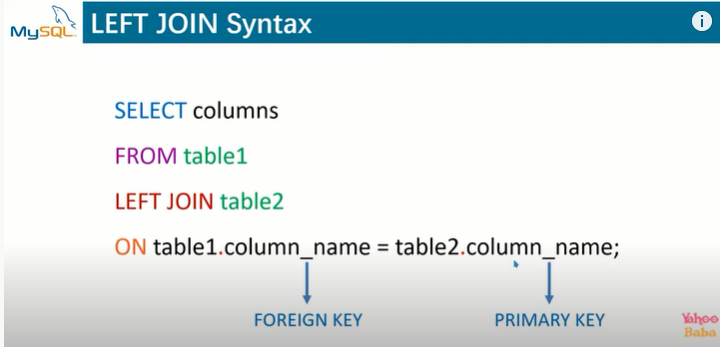 MySQL
LEFT JOIN Syntax
i
SELECT columns
FROM table1
LEFT JOIN table2
ON table1.column_name = table2.column_name;
FOREIGN KEY
PRIMARY KEY
Yahoo
Baba